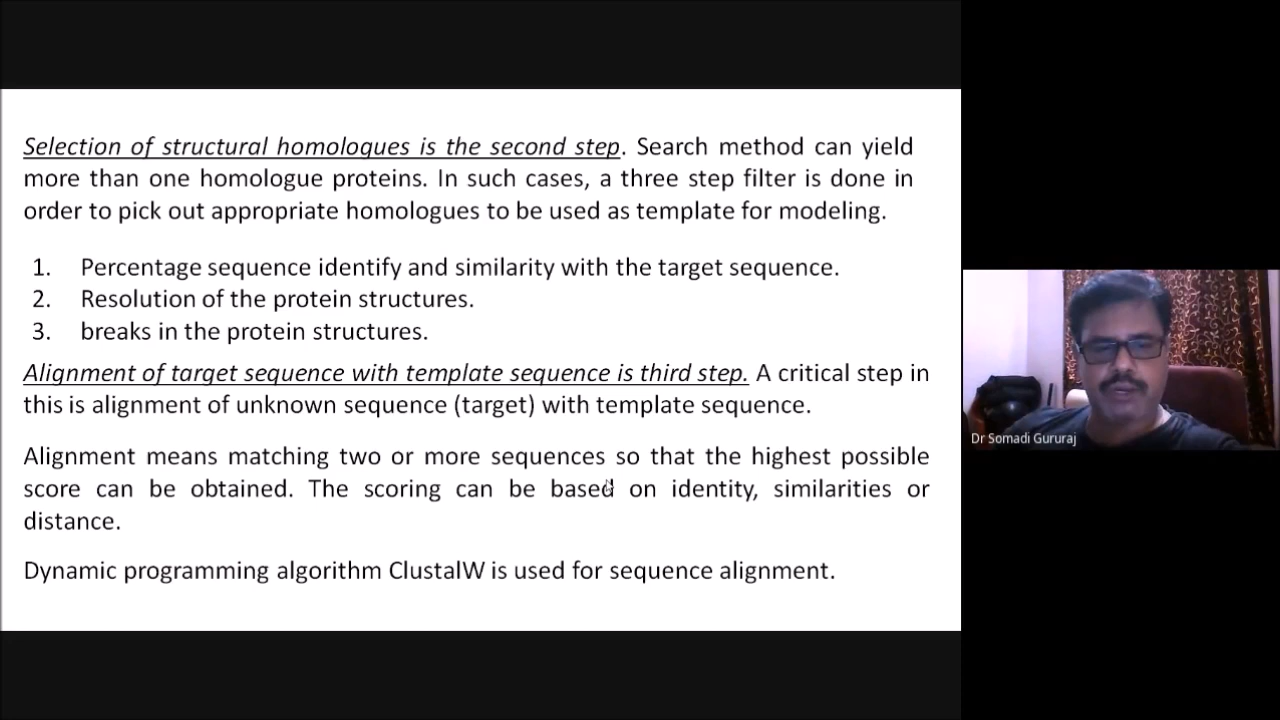 Selection of structural homologues is the second step. Search method can yield
more than one homologue proteins. In such cases, a three step filter is done in
order to pick out appropriate homologues to be used as template for modeling.
1. Percentage sequence identify and similarity with the target sequence.
2. Resolution of the protein structures.
3. breaks in the protein structures.
Alignment of target sequence with template sequence is third step. A critical step in
this is alignment of unknown sequence (target) with template sequence.
Alignment means matching two or more sequences so that the highest possible
score can be obtained. The scoring can be based on identity, similarities or
distance.
Dynamic programming algorithm ClustalW is used for sequence alignment.
Dr Somadi Gururaj